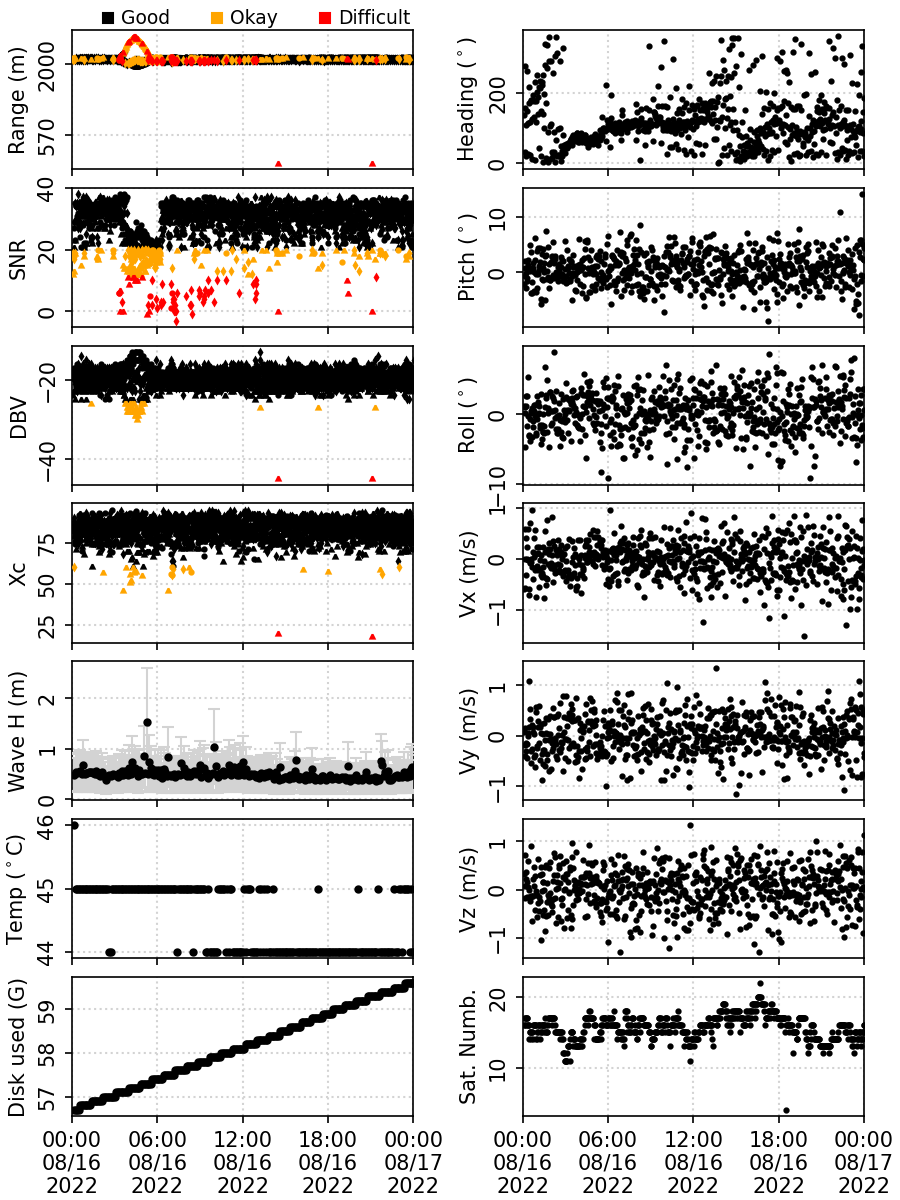 Good Okay Difficult
Range (m)
2000
570
Heading (°)
200
0
SNR
40
20
0
Pitch (°)
10
0
DBV
−20
−40
Roll (°)
0
−10
Xc
75
50
25
Vx (m/s)
1
0
−1
Wave H (m)
2
1
0
Vy (m/s)
1
0
−1
Temp (°C)
46
45
44
Vz (m/s)
1
0
−1
Disk used (G)
59
58
57
Sat. Numb.
20
10
00:00 06:00 12:00 18:00 00:00
08/16 08/16 08/16 08/16 08/17
2022 2022 2022 2022 2022
00:00 06:00 12:00 18:00 00:00
08/16 08/16 08/16 08/16 08/17
2022 2022 2022 2022 2022